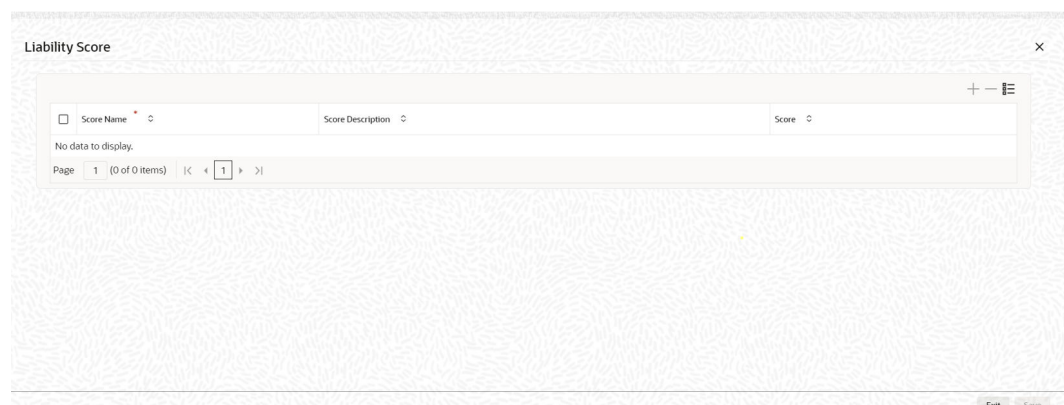 Liability Score
Score Name * Score Description Score
No data to display.
Page 1 (0 of 0 items) 1
Exit Save